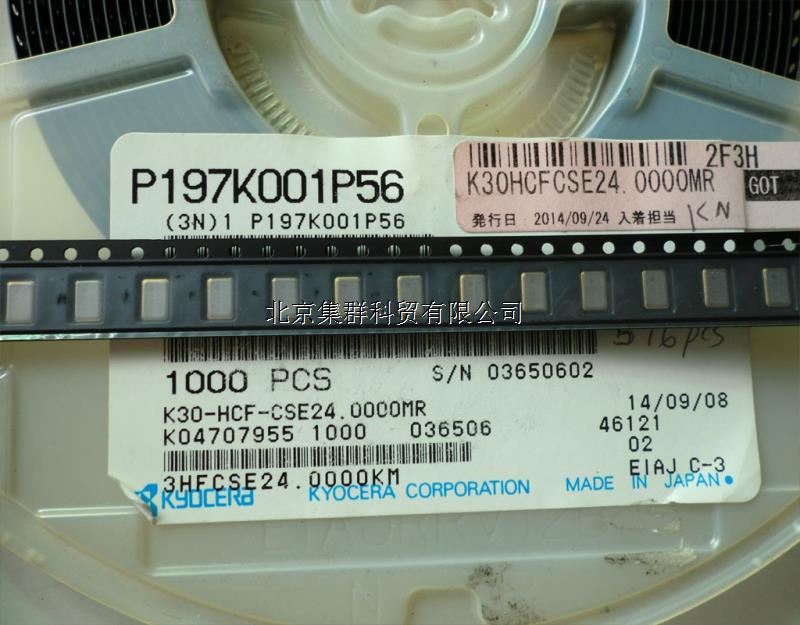 P197K001P56
(3N)1 P197K001P56
2F3H
K30HCFCSE24.0000MR
GOT
発行日 2014/09/24 入着担当 KN
北京集群科贸有限公司
576pcs
1000 PCS
S/N 03650602
K30-HCF-CSE24.0000MR
14/09/08
K04707955 1000 036506
46121
02
3HFCSE24.0000KM
EIAJ C-3
KYOCERA
KYOCERA CORPORATION
MADE IN JAPAN